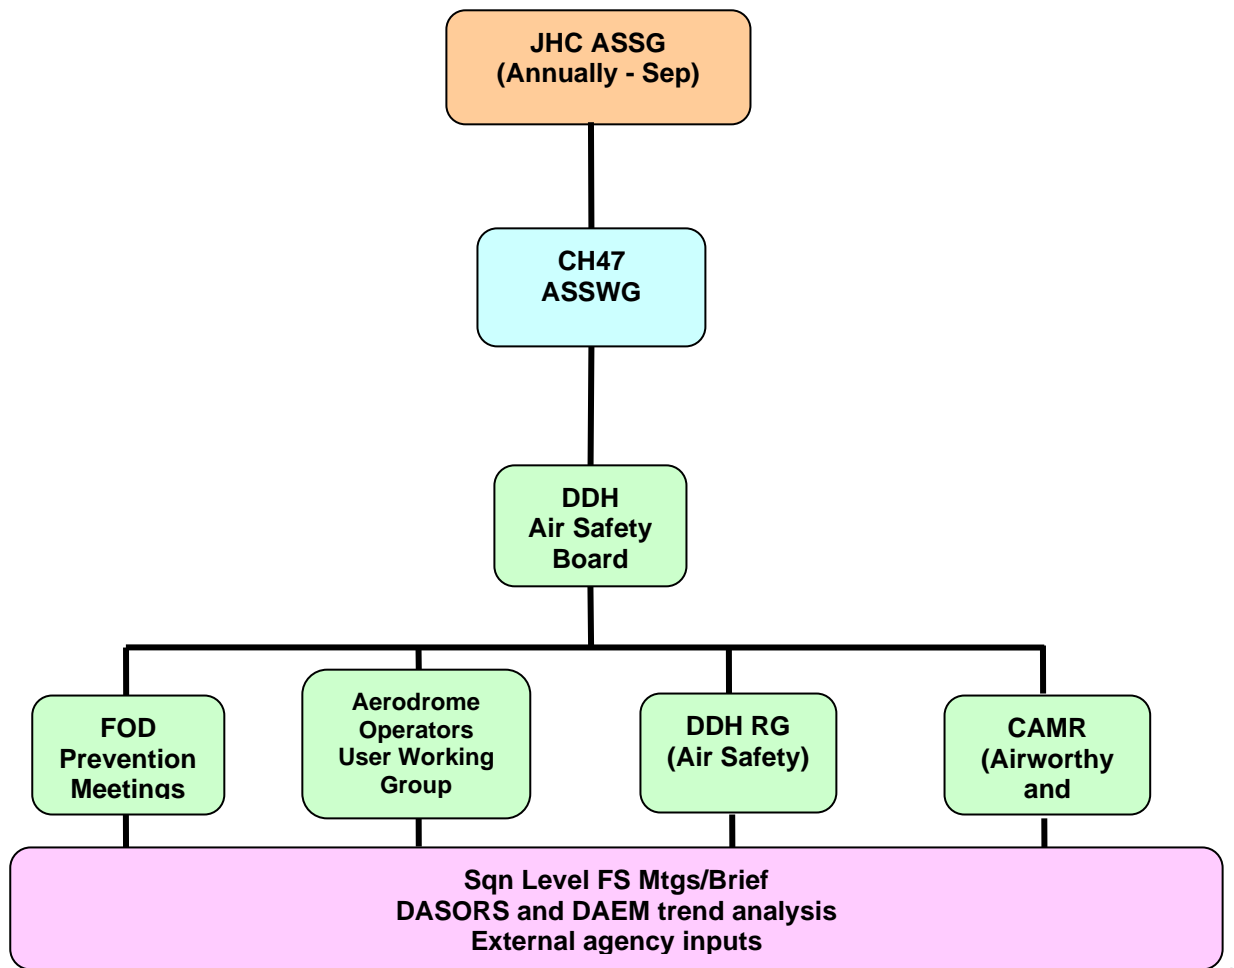 JHC ASSG
(Annually - Sep)
CH47
ASSWG
DDH
Air Safety
Board
FOD
Prevention
Meetings
Aerodrome
Operators
User Working
Group
DDH RG
(Air Safety)
CAMR
(Airworthy
and
Sqn Level FS Mtgs/Brief
DASORS and DAEM trend analysis
External agency inputs